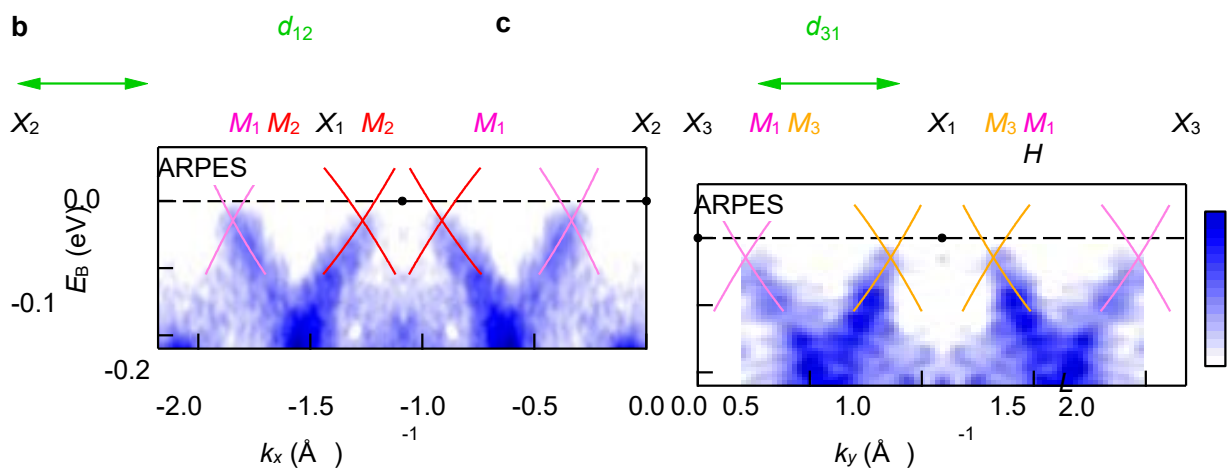 b d12 c d31
X2 M1 M2 X1 M2 M1 X2 X3 M1 M3 X1 M3 M1 X3
H
ARPES ARPES
0.0
EB (eV)
-0.1
-0.2
L
-2.0 -1.5 -1.0 -0.5 0.0 0.0 0.5 1.0 1.5 2.0
kx (Å-1) ky (Å-1)